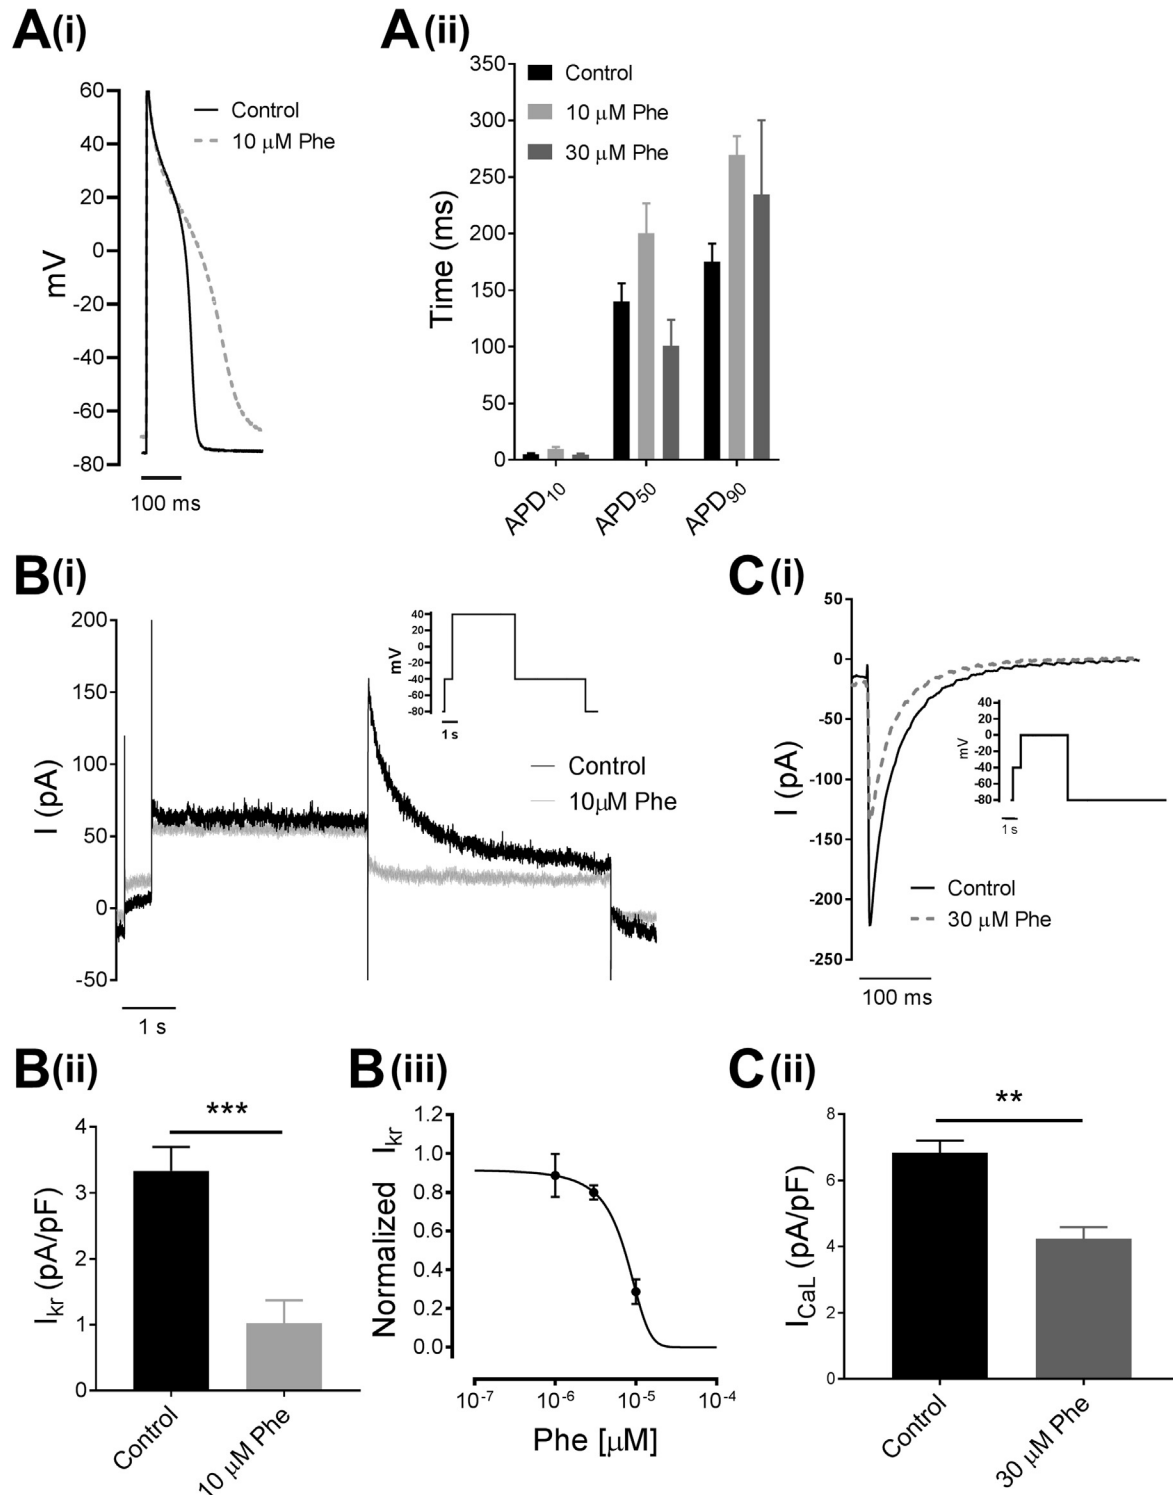 A(i)
60
40
20
0
-20
-40
-60
-80
mV
Control
10 μM Phe
100 ms
A(ii)
350
300
250
200
150
100
50
0
Time (ms)
Control
10 μM Phe
30 μM Phe
APD10
APD50
APD90
B(i)
200
150
100
50
0
-50
I (pA)
1 s
40
20
0
-20
-40
-60
-80
mV
1 s
Control
10μM Phe
C(i)
50
0
-50
-100
-150
-200
-250
I (pA)
40
20
0
-20
-40
-60
-80
mV
1 s
Control
30 μM Phe
100 ms
B(ii)
4
3
2
1
0
Ikr (pA/pF)
***
Control
10 μM Phe
B(iii)
1.2
1.0
0.8
0.6
0.4
0.2
0.0
Normalized Ikr
10-7
10-6
10-5
10-4
Phe [μM]
C(ii)
8
6
4
2
0
ICaL (pA/pF)
**
Control
30 μM Phe